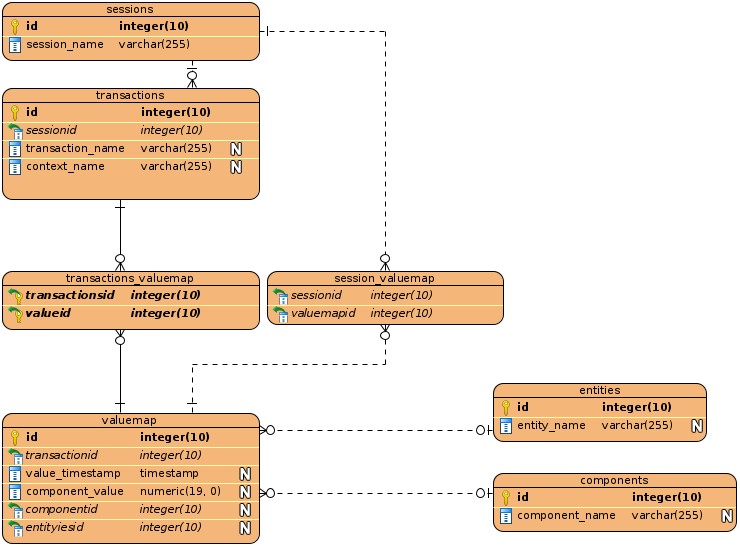 sessions
id integer(10)
session_name varchar(255)
transactions
id integer(10)
sessionid integer(10)
transaction_name varchar(255) N
context_name varchar(255) N
transactions_valuemap
transactionsid integer(10)
valueid integer(10)
session_valuemap
sessionid integer(10)
valuemapid integer(10)
valuemap
id integer(10)
transactionid integer(10)
value_timestamp timestamp N
component_value numeric(19, 0) N
componentid integer(10) N
entityiesid integer(10) N
entities
id integer(10)
entity_name varchar(255) N
components
id integer(10)
component_name varchar(255) N